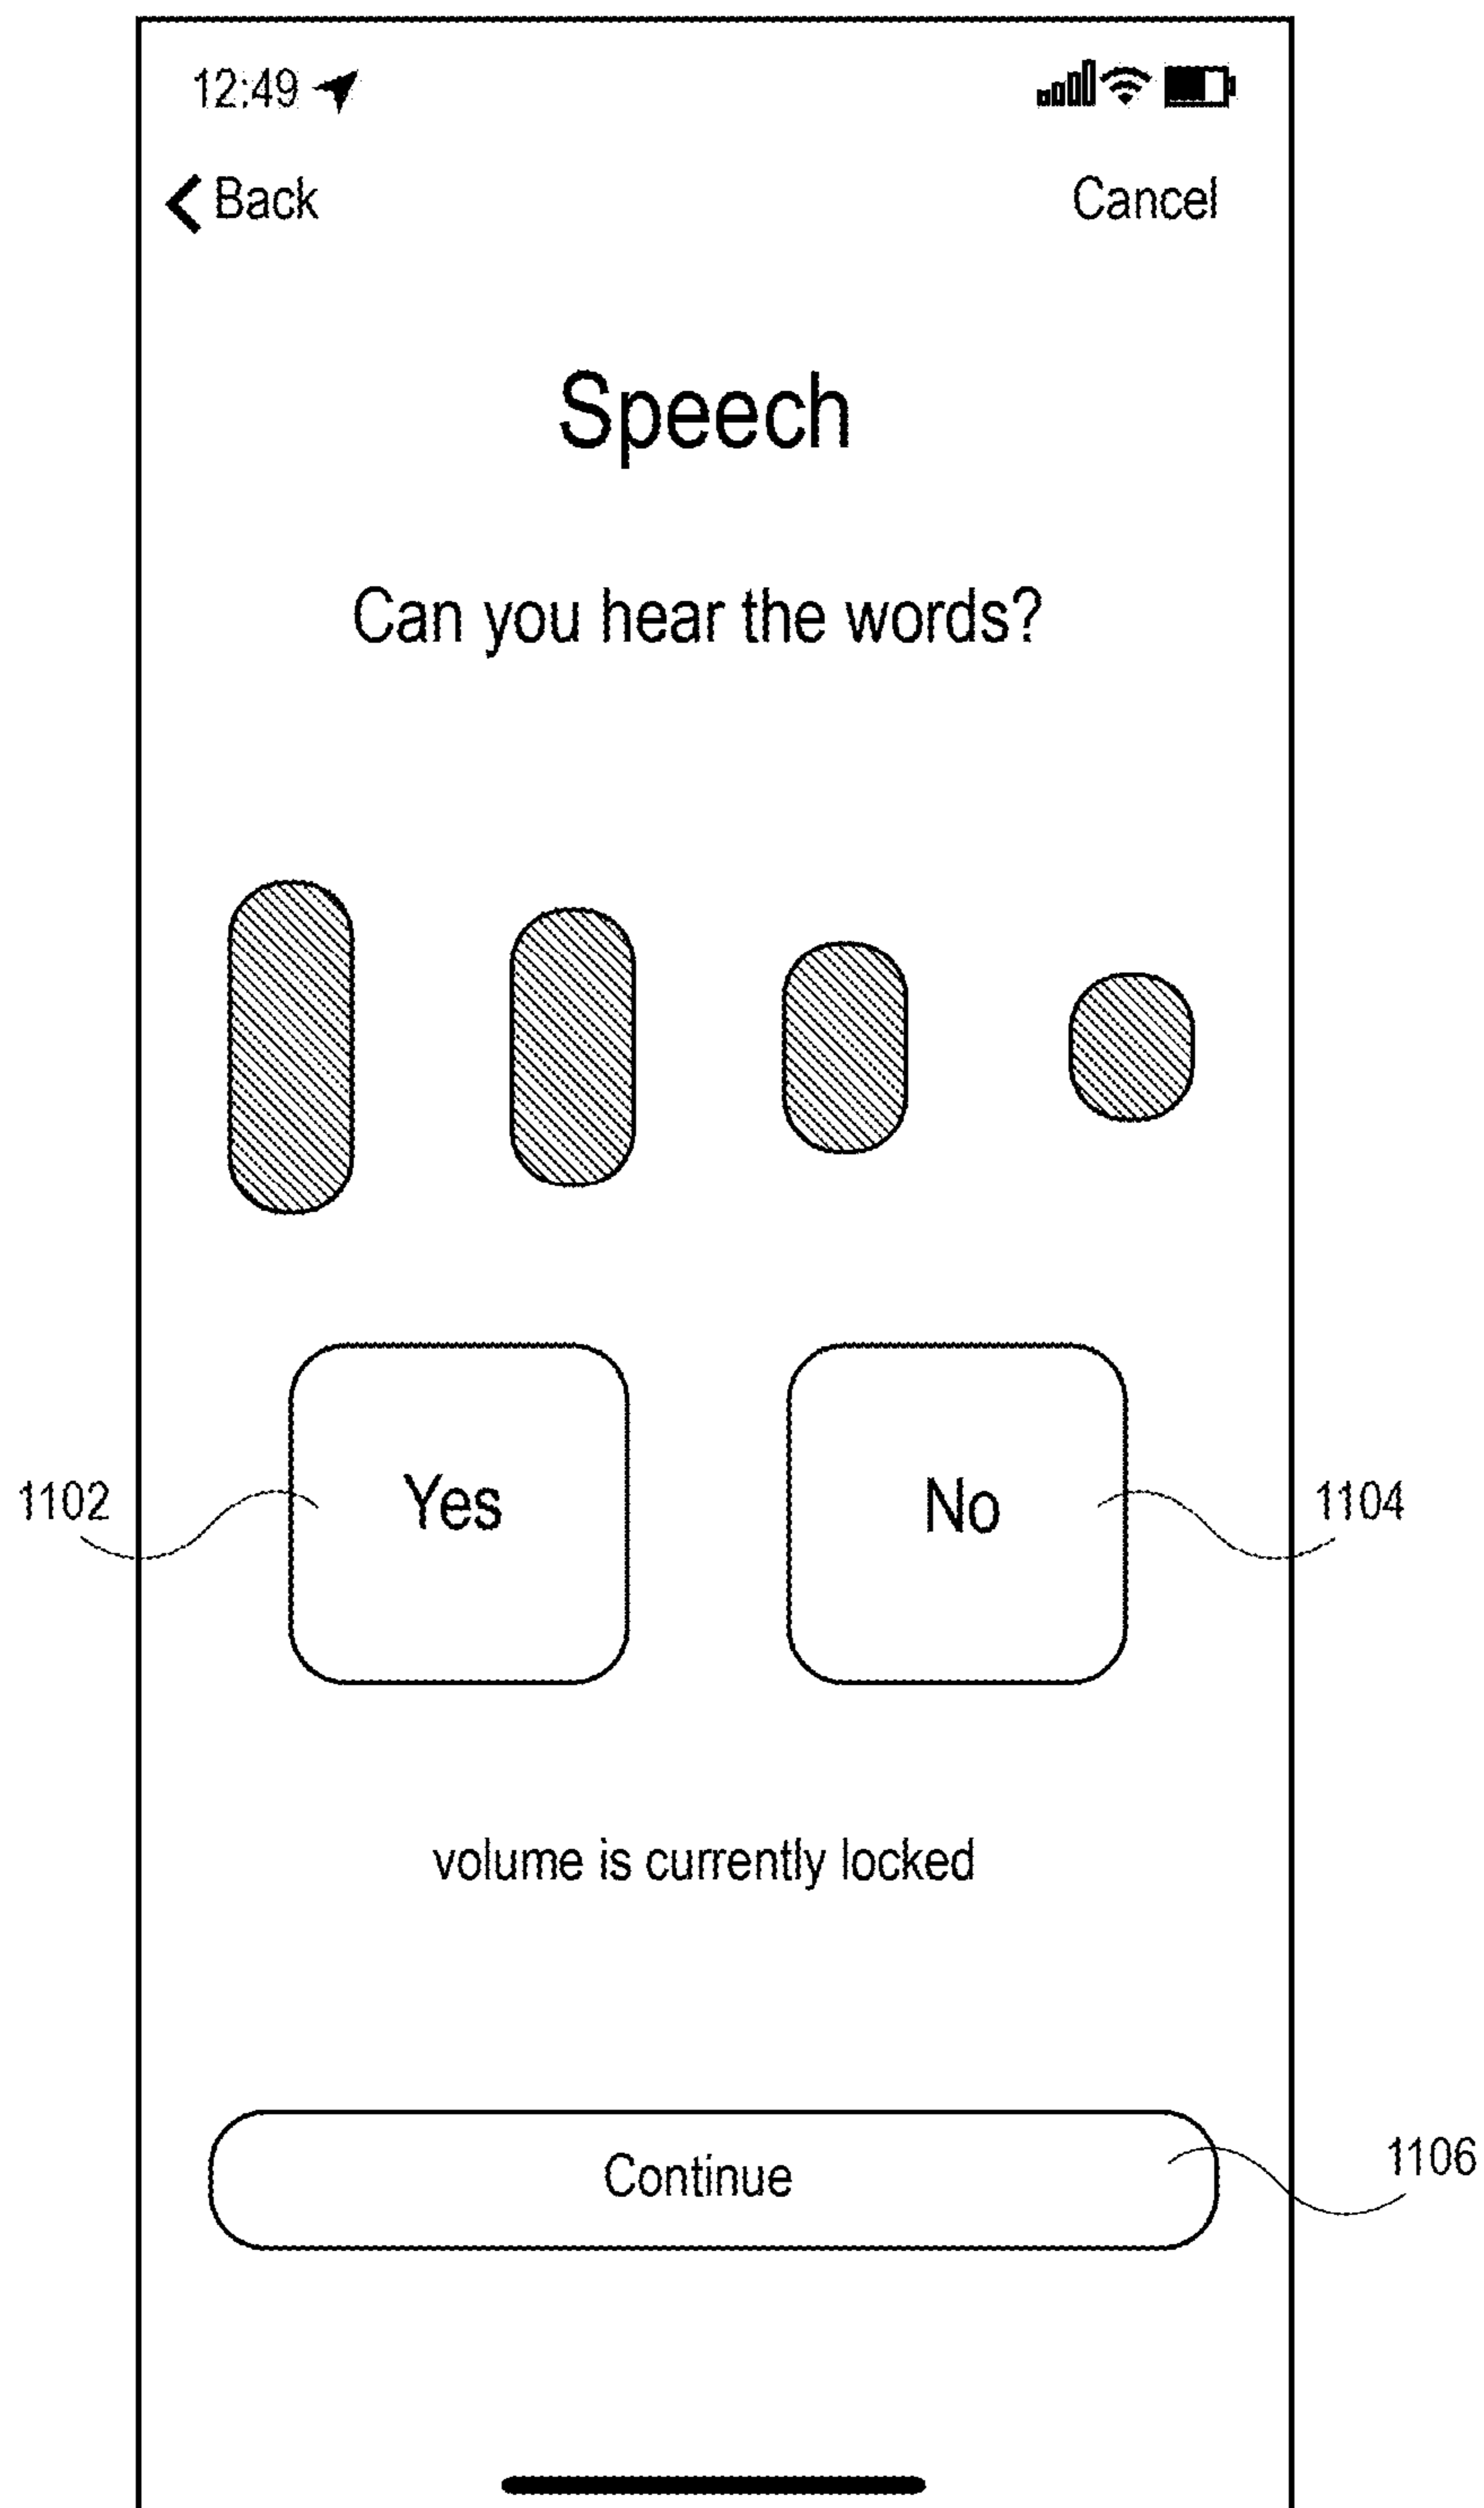 12:49
Back Cancel
Speech
Can you hear the words?
1102 Yes No 1104
volume is currently locked
Continue 1106